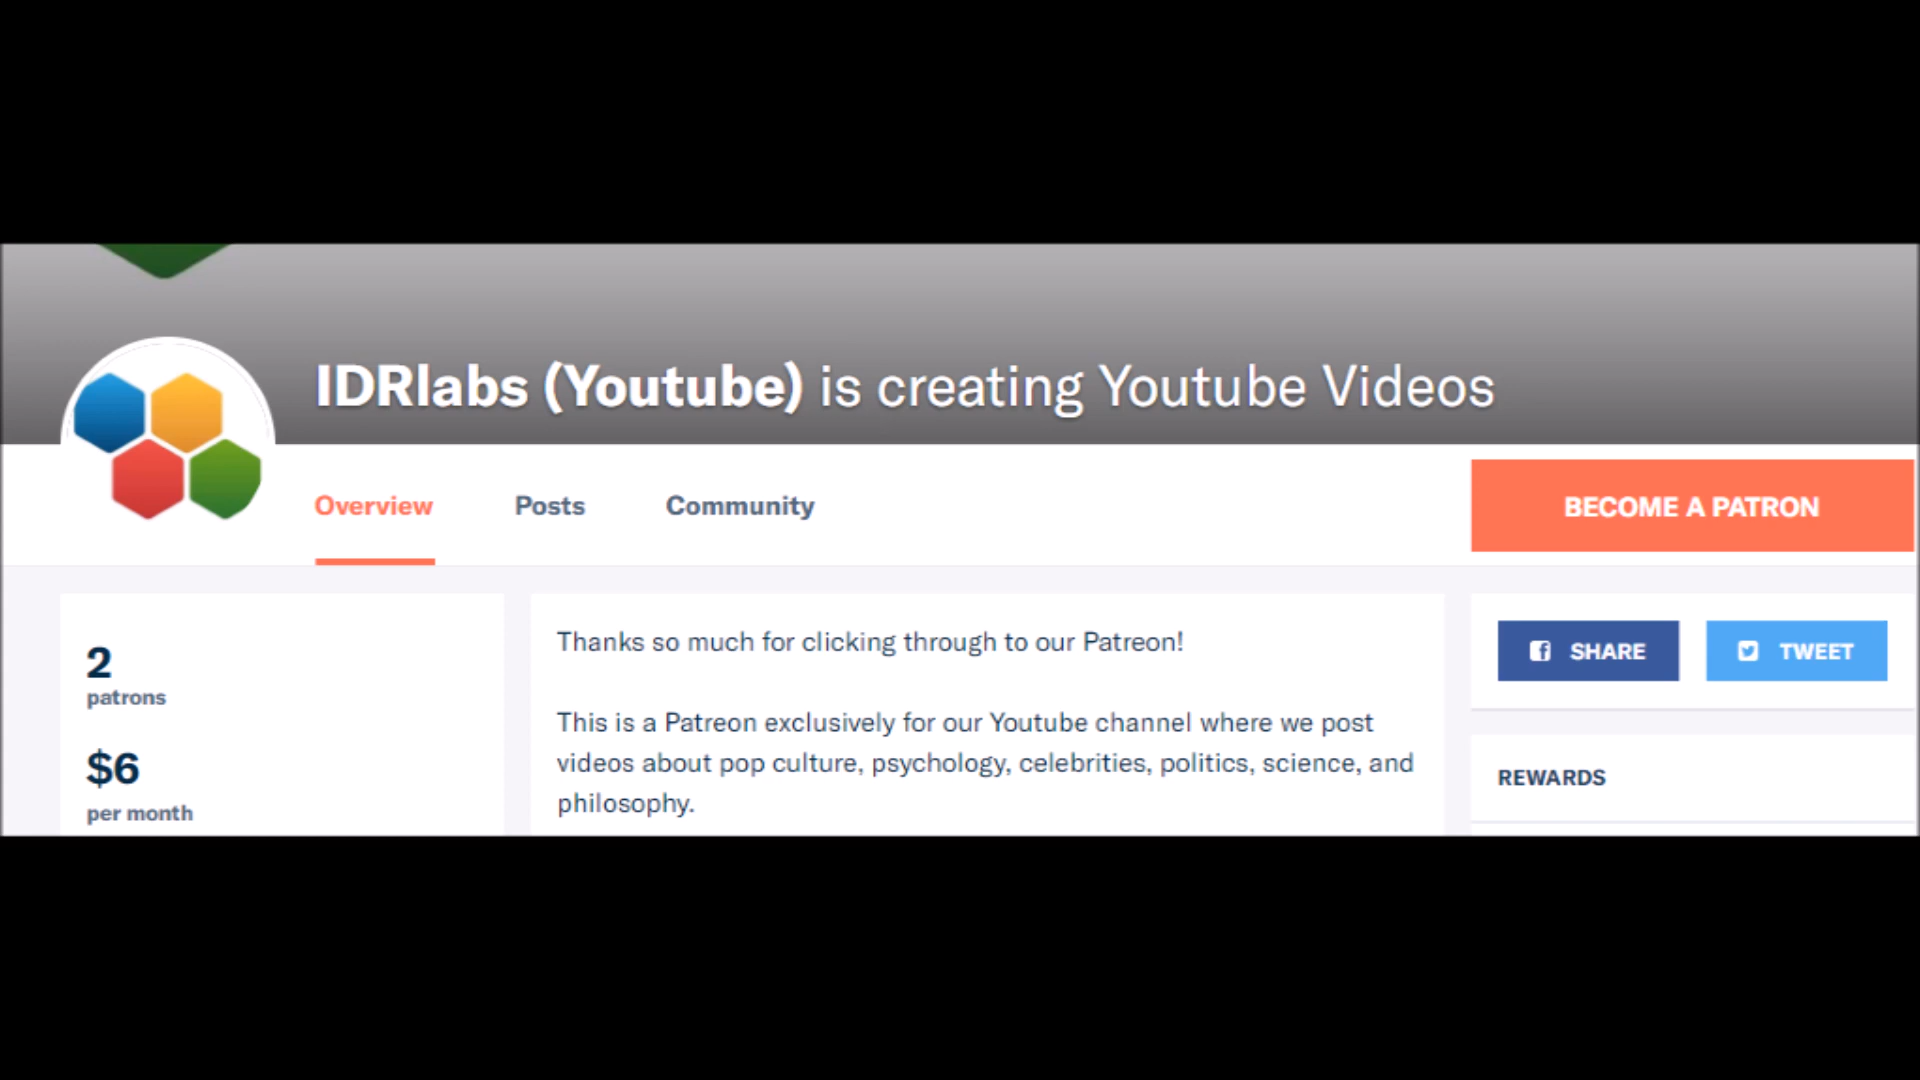 IDRlabs (Youtube) is creating Youtube Videos
Overview
Posts
Community
BECOME A PATRON
2
patrons
$6
per month
Thanks so much for clicking through to our Patreon!
This is a Patreon exclusively for our Youtube channel where we post
videos about pop culture, psychology, celebrities, politics, science, and
philosophy.
SHARE
TWEET
REWARDS